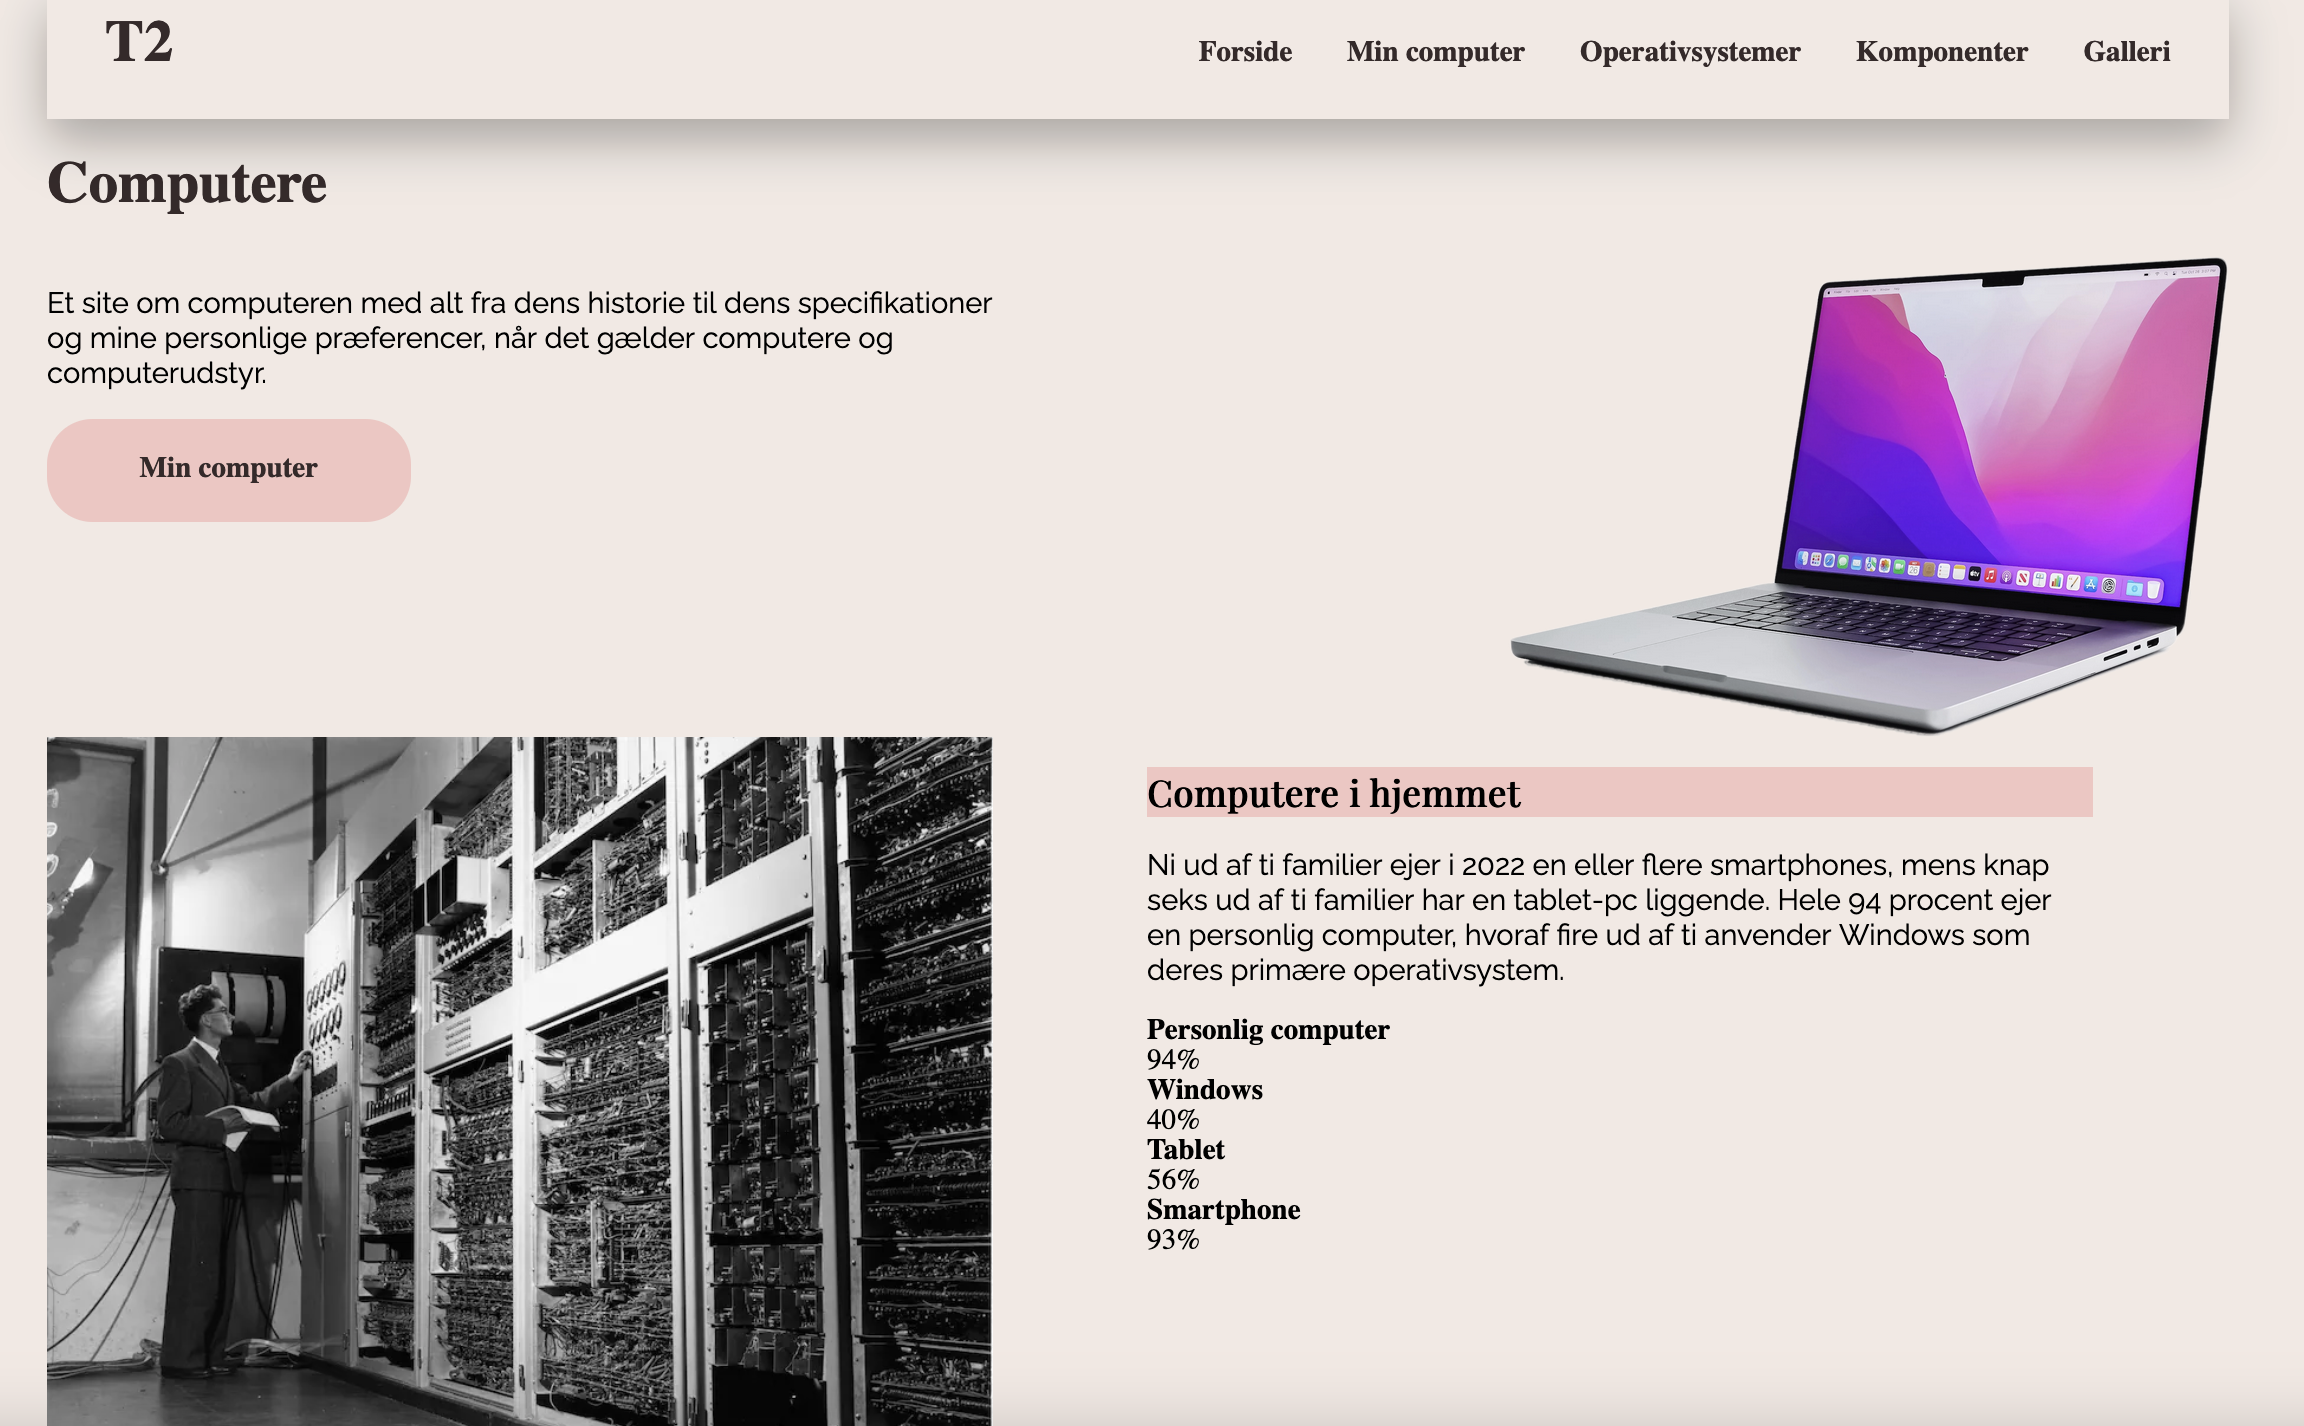 T2
Forside Min computer Operativsystemer Komponenter Galleri
Computere
Et site om computeren med alt fra dens historie til dens specifikationer
og mine personlige præferencer, når det gælder computere og
computerudstyr.
Min computer
Computere i hjemmet
Ni ud af ti familier ejer i 2022 en eller flere smartphones, mens knap
seks ud af ti familier har en tablet-pc liggende. Hele 94 procent ejer
en personlig computer, hvoraf fire ud af ti anvender Windows som
deres primære operativsystem.
Personlig computer
94%
Windows
40%
Tablet
56%
Smartphone
93%